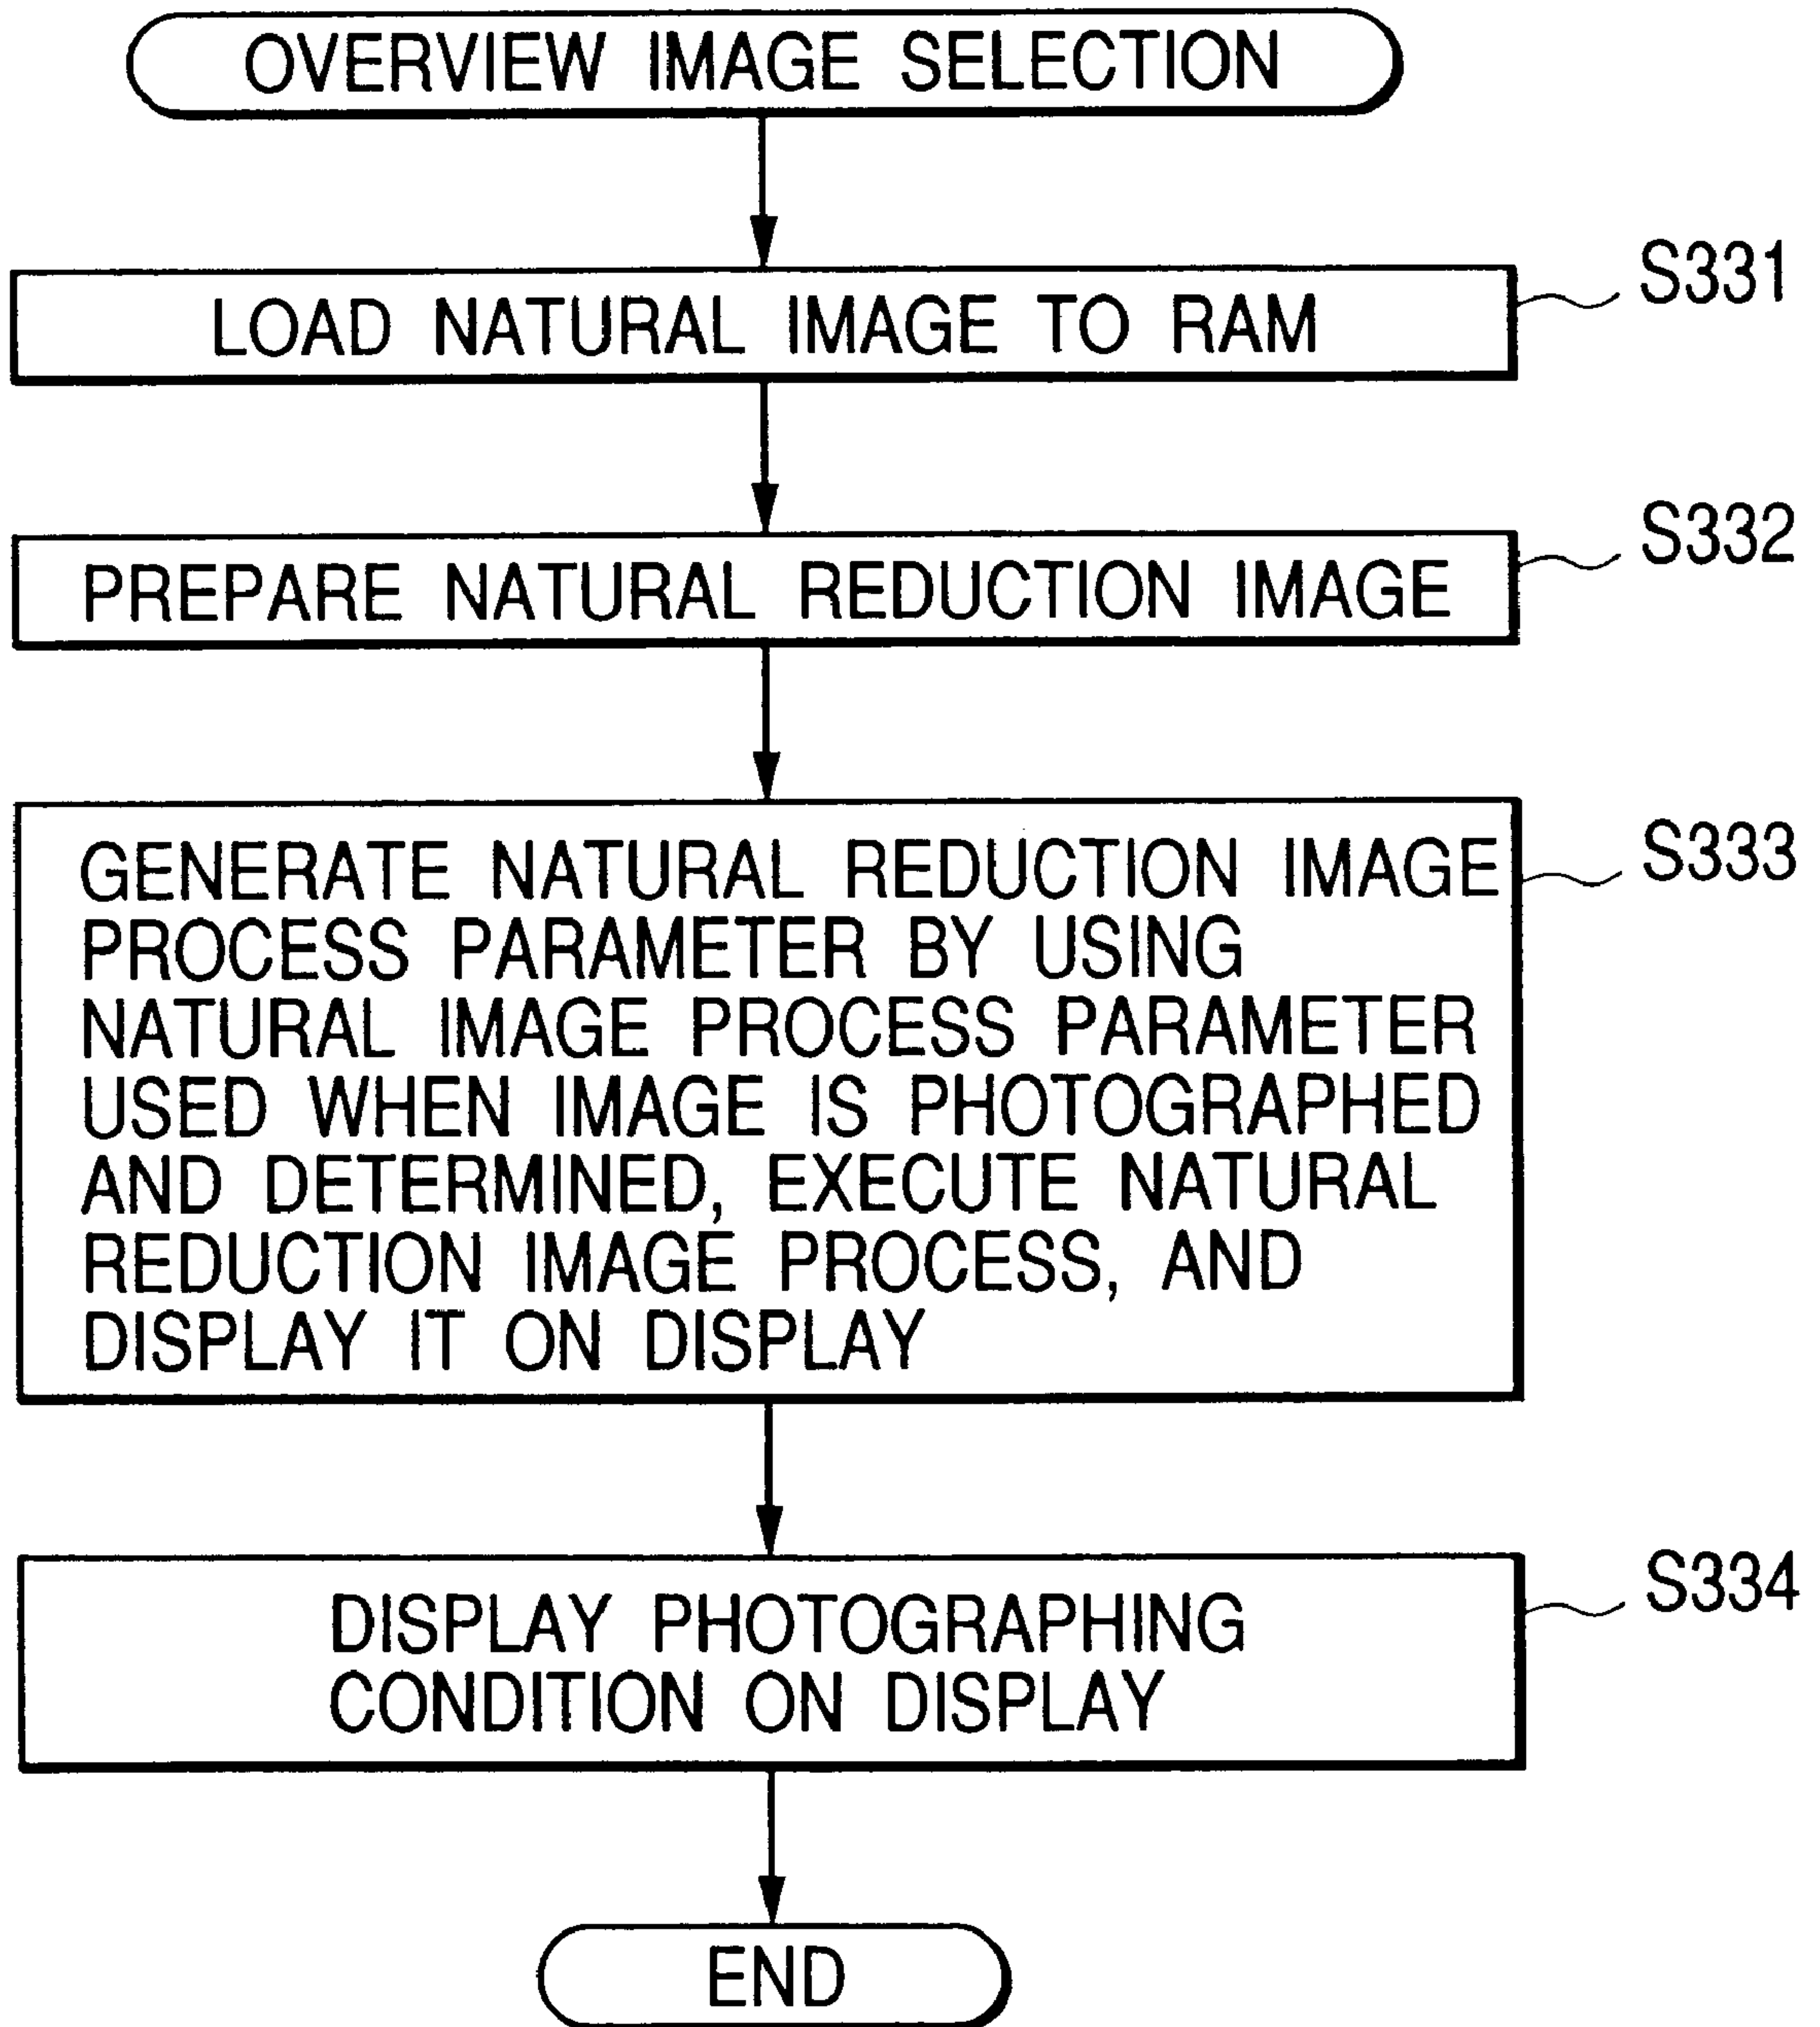 OVERVIEW IMAGE SELECTION
S331
LOAD NATURAL IMAGE TO RAM
S332
PREPARE NATURAL REDUCTION IMAGE
S333
GENERATE NATURAL REDUCTION IMAGE
PROCESS PARAMETER BY USING
NATURAL IMAGE PROCESS PARAMETER
USED WHEN IMAGE IS PHOTOGRAPHED
AND DETERMINED, EXECUTE NATURAL
REDUCTION IMAGE PROCESS, AND
DISPLAY IT ON DISPLAY
S334
DISPLAY PHOTOGRAPHING
CONDITION ON DISPLAY
END